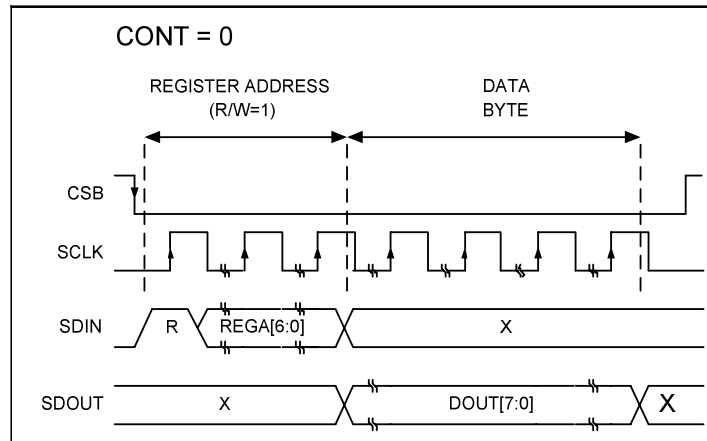 CONT = 0
REGISTER ADDRESS
(R/W=1)
DATA
BYTE
CSB
SCLK
SDIN
R
REGA[6:0]
X
SDOUT
X
DOUT[7:0]
X